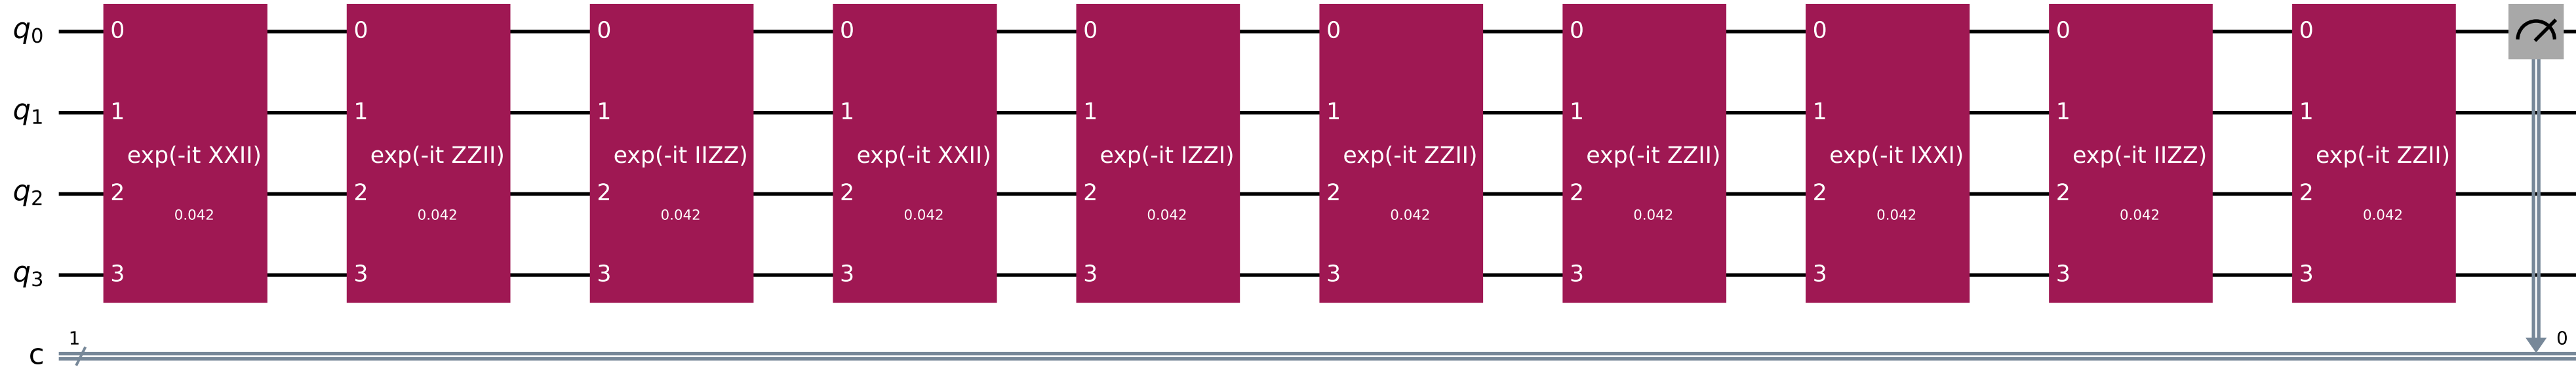 q0 0 0 0 0 0 0 0 0 0 0
q1 1 1 1 1 1 1 1 1 1 1
exp(-it XXII) exp(-it ZZII) exp(-it IIZZ) exp(-it XXII) exp(-it IZZI) exp(-it ZZII) exp(-it ZZII) exp(-it IXXI) exp(-it IIZZ) exp(-it ZZII)
q2 2 2 2 2 2 2 2 2 2 2
0.042 0.042 0.042 0.042 0.042 0.042 0.042 0.042 0.042 0.042
q3 3 3 3 3 3 3 3 3 3 3
1 0
c